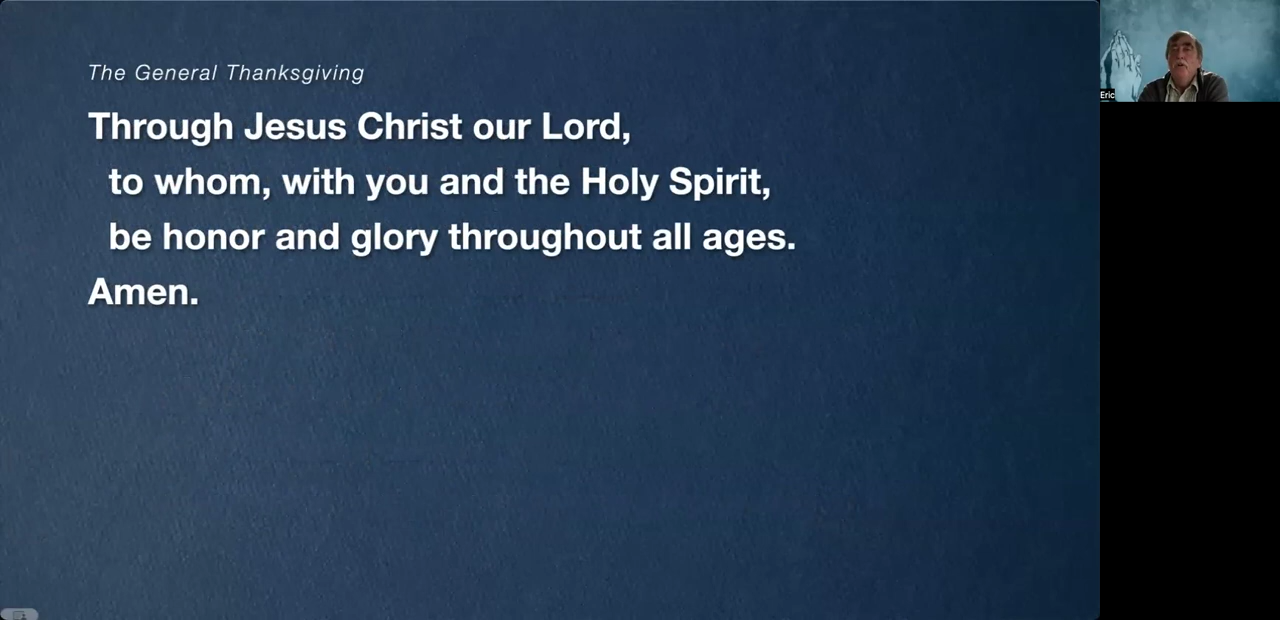 The General Thanksgiving
Through Jesus Christ our Lord,
to whom, with you and the Holy Spirit,
be honor and glory throughout all ages.
Amen.
Eric